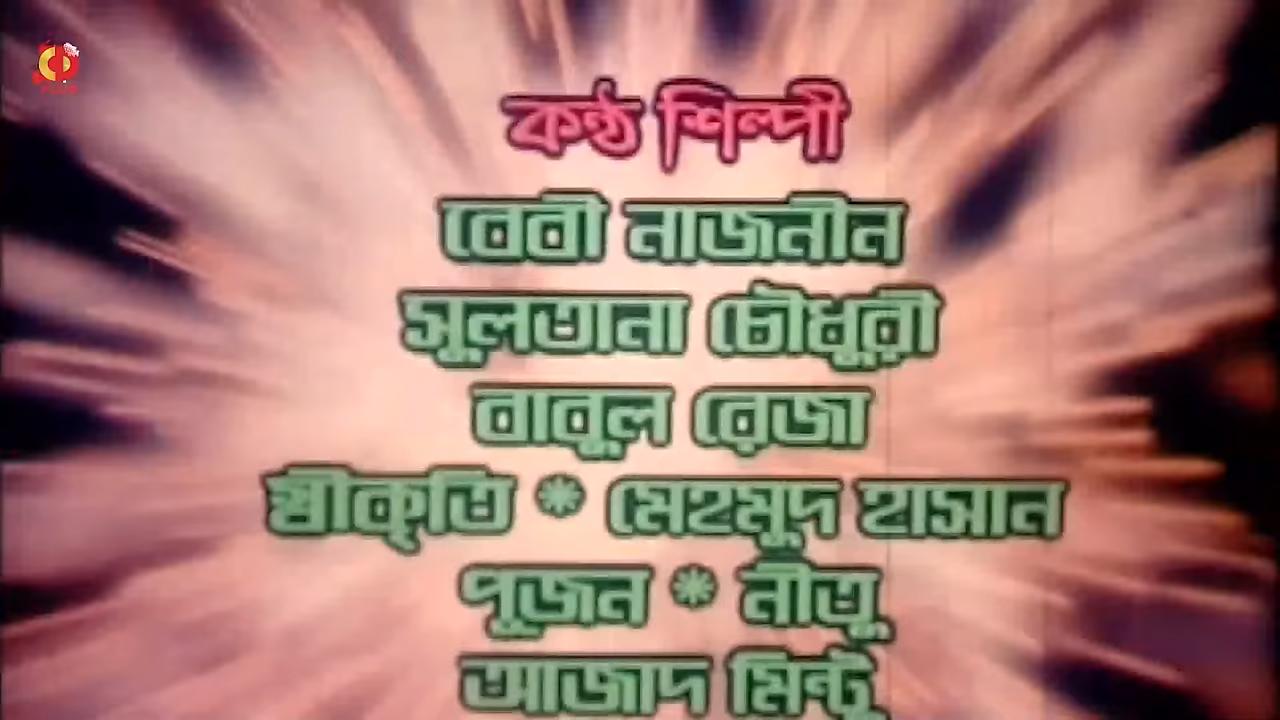 কন্ঠ শিল্পী
বেবী নাজনীন
সুলতানা চৌধুরী
বাবুল রেজা
স্বীকৃতি * মেহমুদ হাসান
পুজন * নীতু
আজাদ মিন্টু